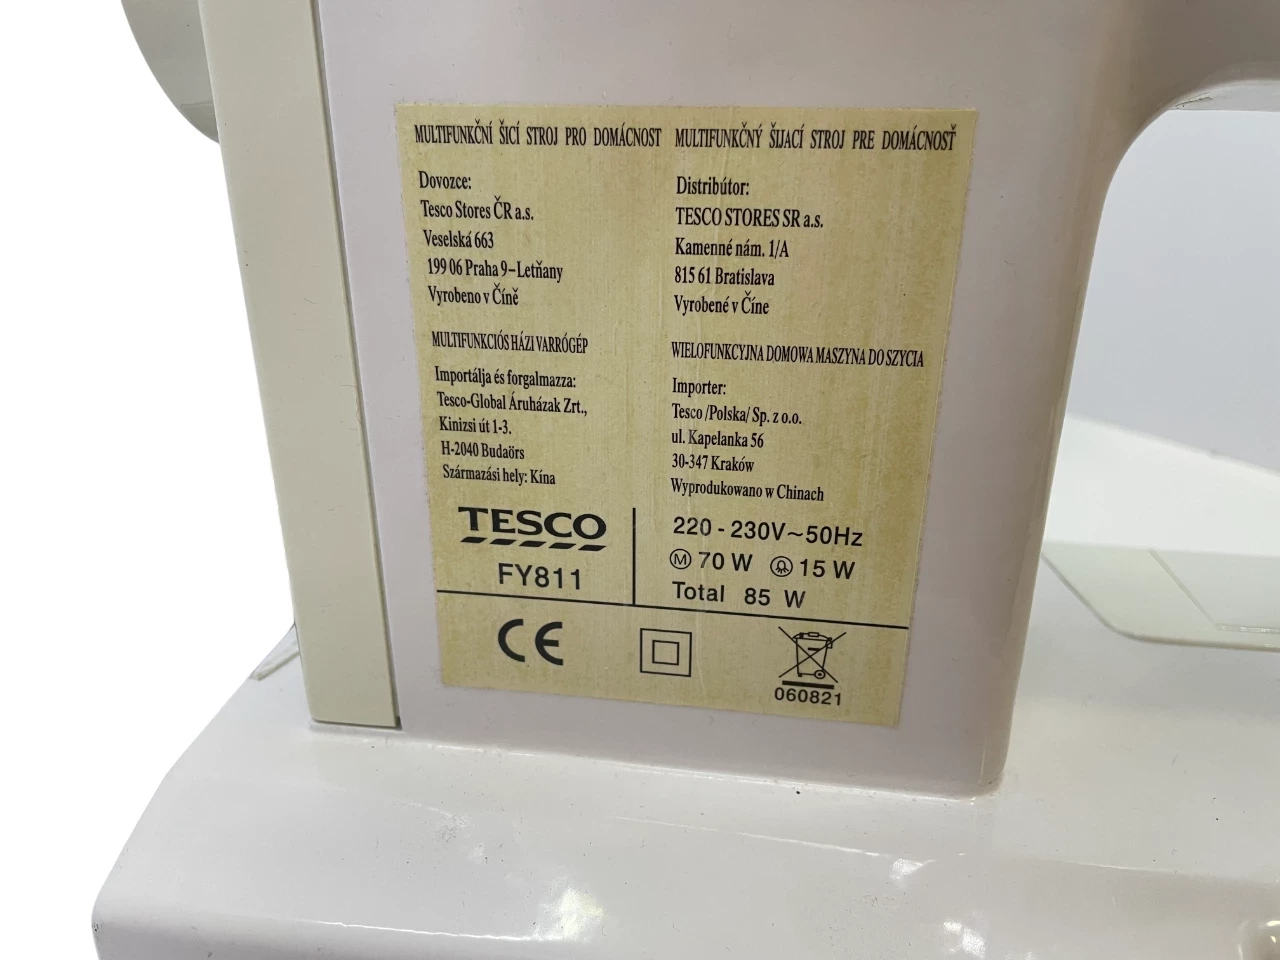 MULTIFUNKČNÍ ŠICÍ STROJ PRO DOMÁCNOST
Dovozce:
Tesco Stores ČR a.s.
Veselská 663
199 06 Praha 9–Letňany
Vyrobeno v Číně
MULTIFUNKČNÝ ŠIJACÍ STROJ PRE DOMÁCNOSŤ
Distribútor:
TESCO STORES SR a.s.
Kamenné nám. 1/A
815 61 Bratislava
Vyrobené v Číne
MULTIFUNKCIÓS HÁZI VARRÓGÉP
Importálja és forgalmazza:
Tesco-Global Áruházak Zrt.,
Kinizsi út 1-3.
H-2040 Budaörs
Származási hely: Kína
WIELOFUNKCYJNA DOMOWA MASZYNA DO SZYCIA
Importer:
Tesco /Polska/ Sp. z o.o.
ul. Kapelanka 56
30-347 Kraków
Wyprodukowano w Chinach
TESCO
FY811
220 - 230V~50Hz
M 70 W 15 W
Total 85 W
CE
060821